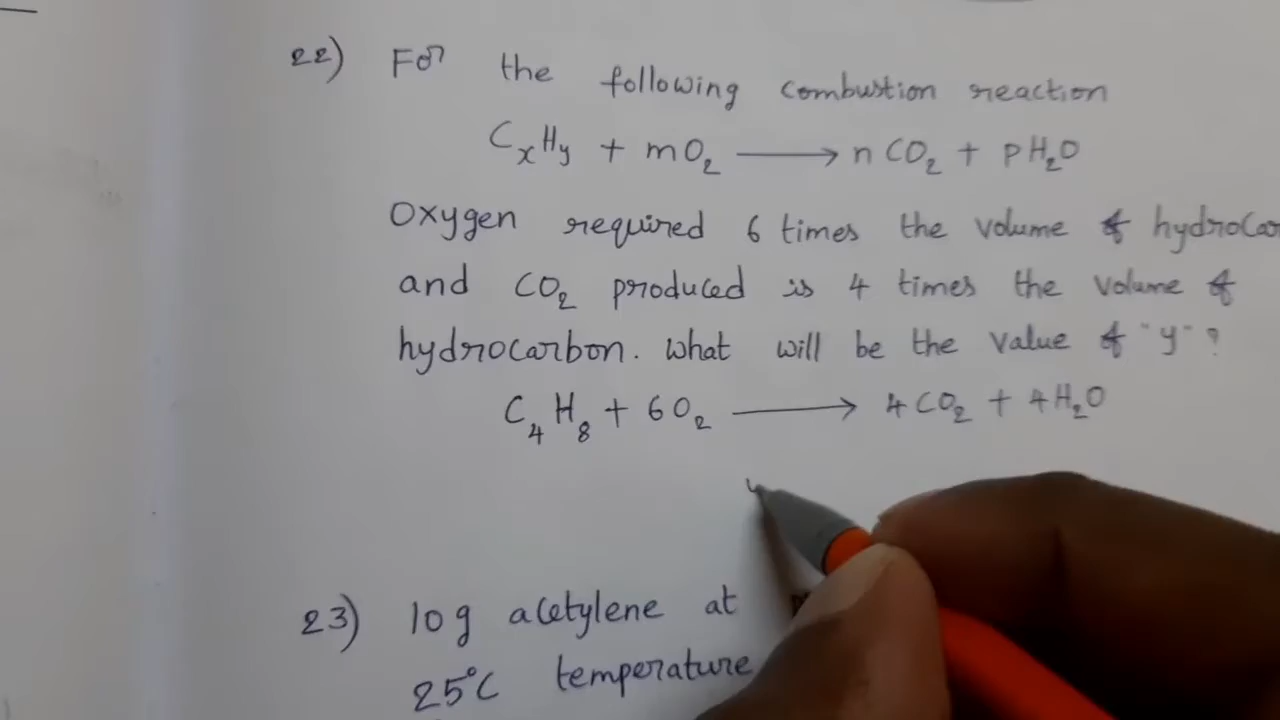 22) For the following combustion reaction
CxHy + mO₂ ⟶ nCO₂ + pH₂O
Oxygen required 6 times the volume of
and CO₂ produced is 4 times the volume of
hydrocarbon. What will be the value of "y" ?
C₄H₈ + 6O₂ ⟶ 4CO₂ + 4H₂O
23) 10g acetylene at
25°C temperature